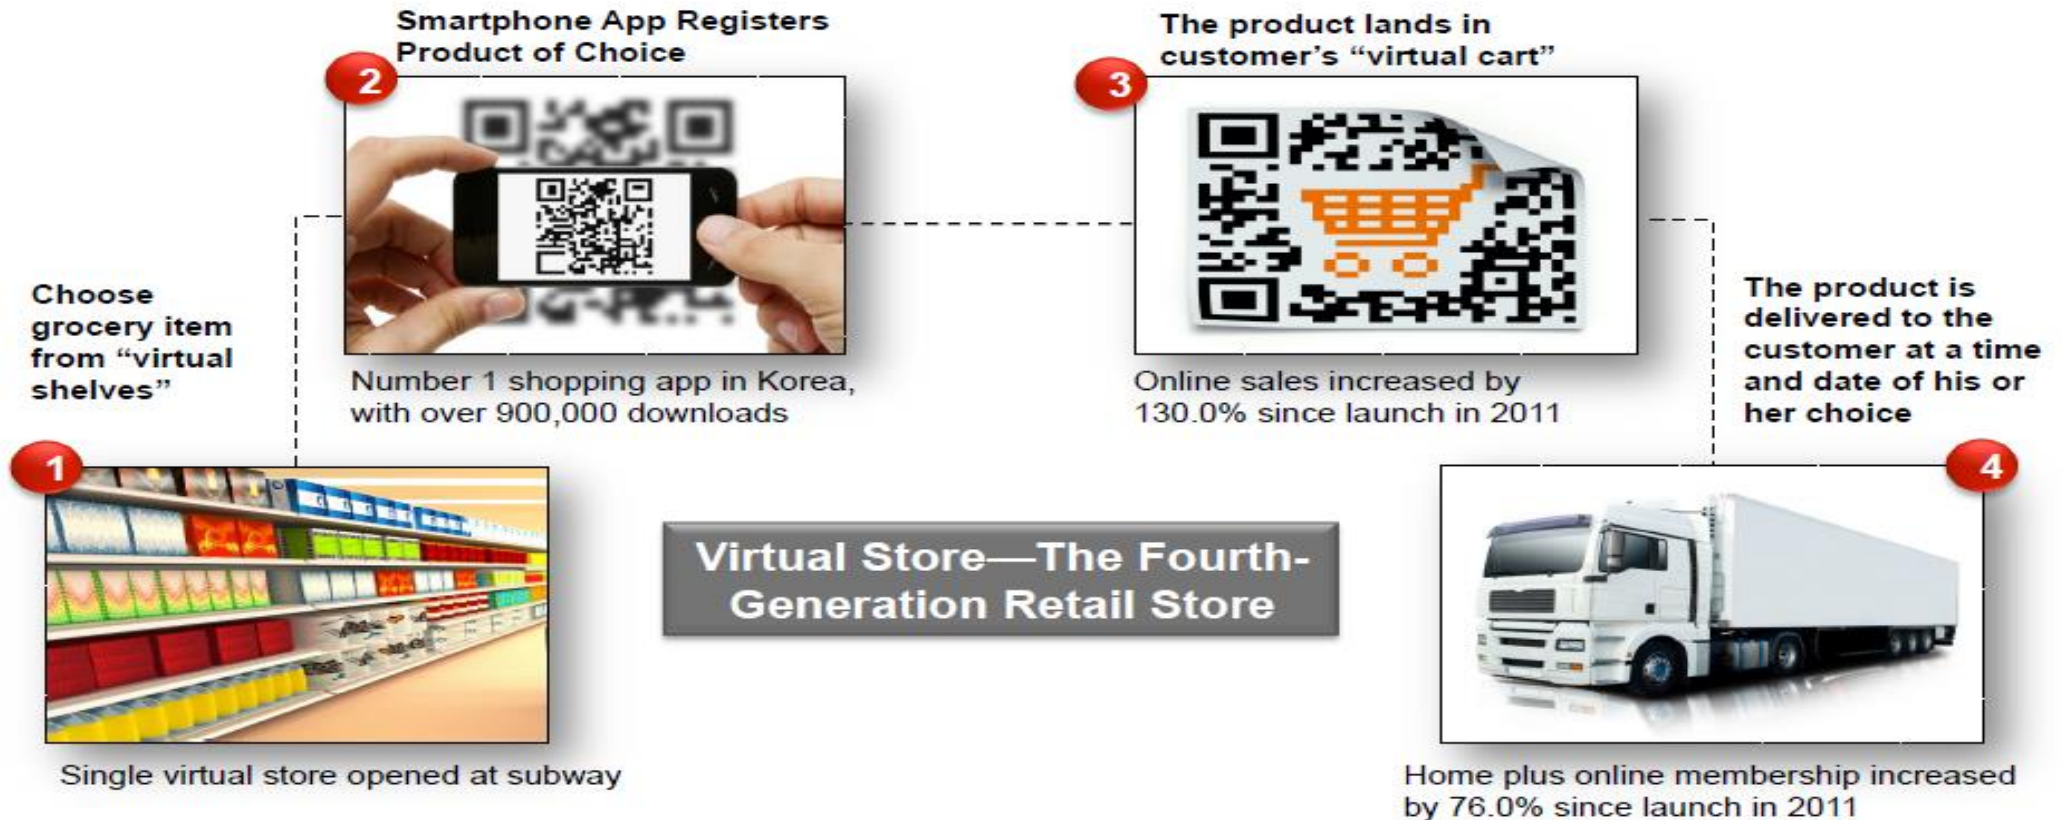 Smartphone App Registers
Product of Choice
2
Number 1 shopping app in Korea,
with over 900,000 downloads
The product lands in
customer’s “virtual cart”
3
Online sales increased by
130.0% since launch in 2011
Choose
grocery item
from “virtual
shelves”
1
Single virtual store opened at subway
Virtual Store—The Fourth-
Generation Retail Store
The product is
delivered to the
customer at a time
and date of his or
her choice
4
Home plus online membership increased
by 76.0% since launch in 2011